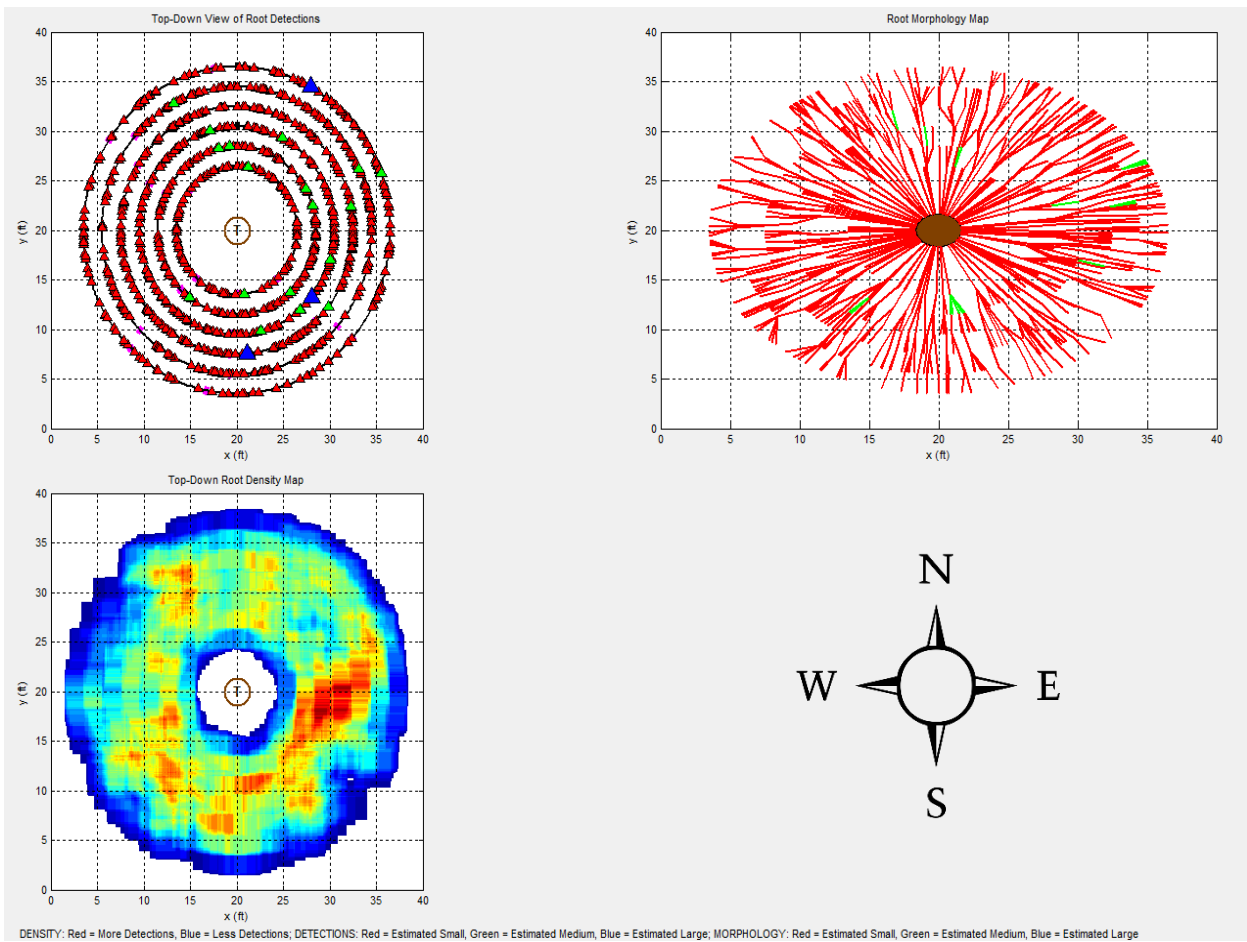 Top-Down View of Root Detections
40
35
30
25
20
15
10
5
0
y (ft)
T
0 5 10 15 20 25 30 35 40
x (ft)
Root Morphology Map
40
35
30
25
20
15
10
5
0
y (ft)
0 5 10 15 20 25 30 35 40
x (ft)
Top-Down Root Density Map
40
35
30
25
20
15
10
5
0
y (ft)
T
0 5 10 15 20 25 30 35 40
x (ft)
N
W E
S
DENSITY: Red = More Detections, Blue = Less Detections; DETECTIONS: Red = Estimated Small, Green = Estimated Medium, Blue = Estimated Large; MORPHOLOGY: Red = Estimated Small, Green = Estimated Medium, Blue = Estimated Large